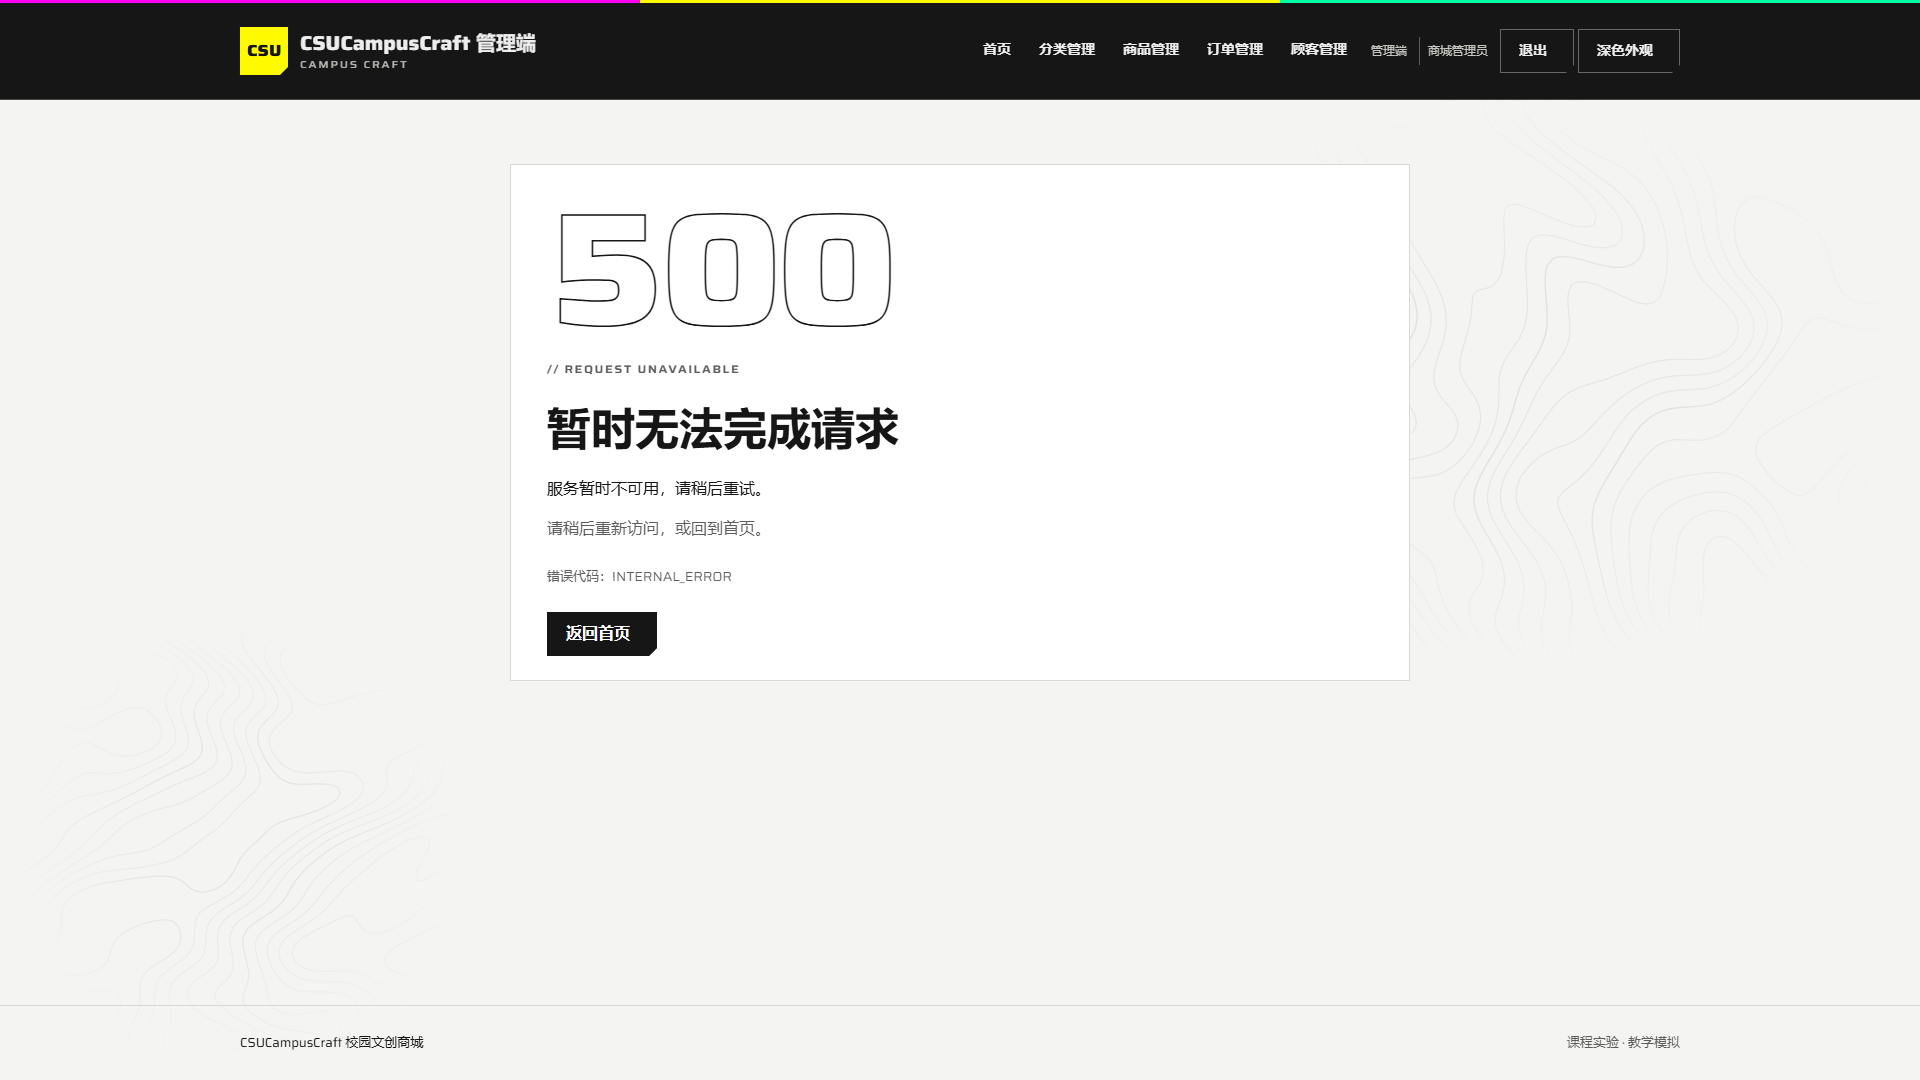 CSU
CSUCampusCraft 管理端
CAMPUS CRAFT
首页 分类管理 商品管理 订单管理 顾客管理 管理端 商城管理员 退出 深色外观
500
// REQUEST UNAVAILABLE
暂时无法完成请求
服务暂时不可用，请稍后重试。
请稍后重新访问，或回到首页。
错误代码：INTERNAL_ERROR
返回首页
CSUCampusCraft 校园文创商城
课程实验 · 教学模拟